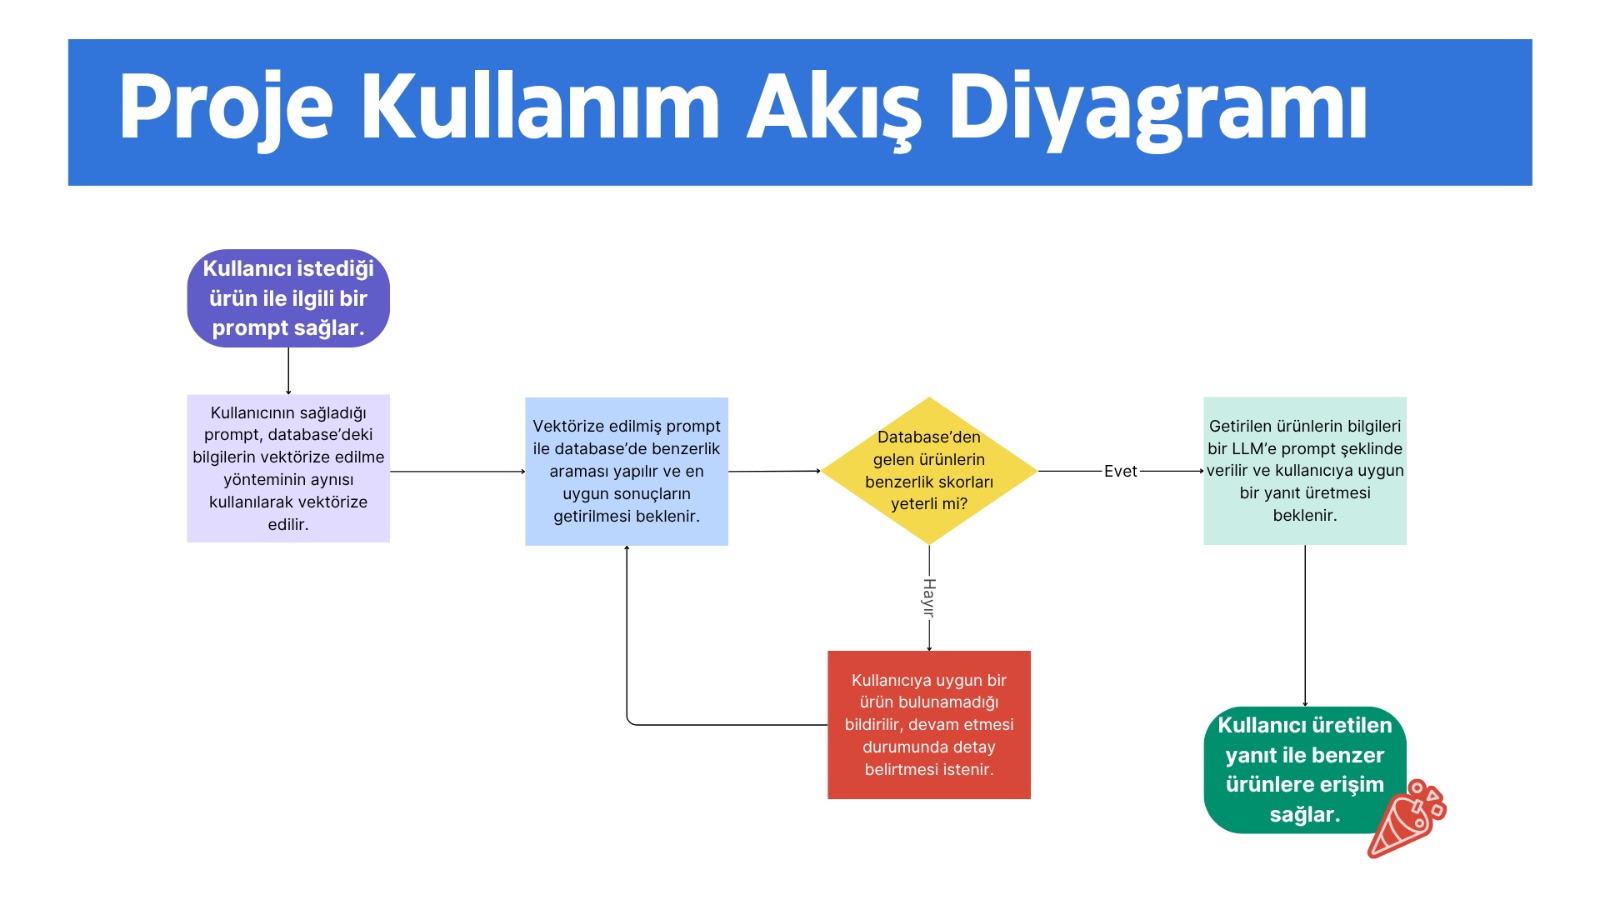 Proje Kullanım Akış Diyagramı
Kullanıcı istediği
ürün ile ilgili bir
prompt sağlar.
Kullanıcının sağladığı
prompt, database’deki
bilgilerin vektörize edilme
yönteminin aynısı
kullanılarak vektörize
edilir.
Vektörize edilmiş prompt
ile database’de benzerlik
araması yapılır ve en
uygun sonuçların
getirilmesi beklenir.
Database’den
gelen ürünlerin
benzerlik skorları
yeterli mi?
Evet
Getirilen ürünlerin bilgileri
bir LLM’e prompt şeklinde
verilir ve kullanıcıya uygun
bir yanıt üretmesi
beklenir.
Hayır
Kullanıcıya uygun bir
ürün bulunamadığı
bildirilir, devam etmesi
durumunda detay
belirtmesi istenir.
Kullanıcı üretilen
yanıt ile benzer
ürünlere erişim
sağlar.